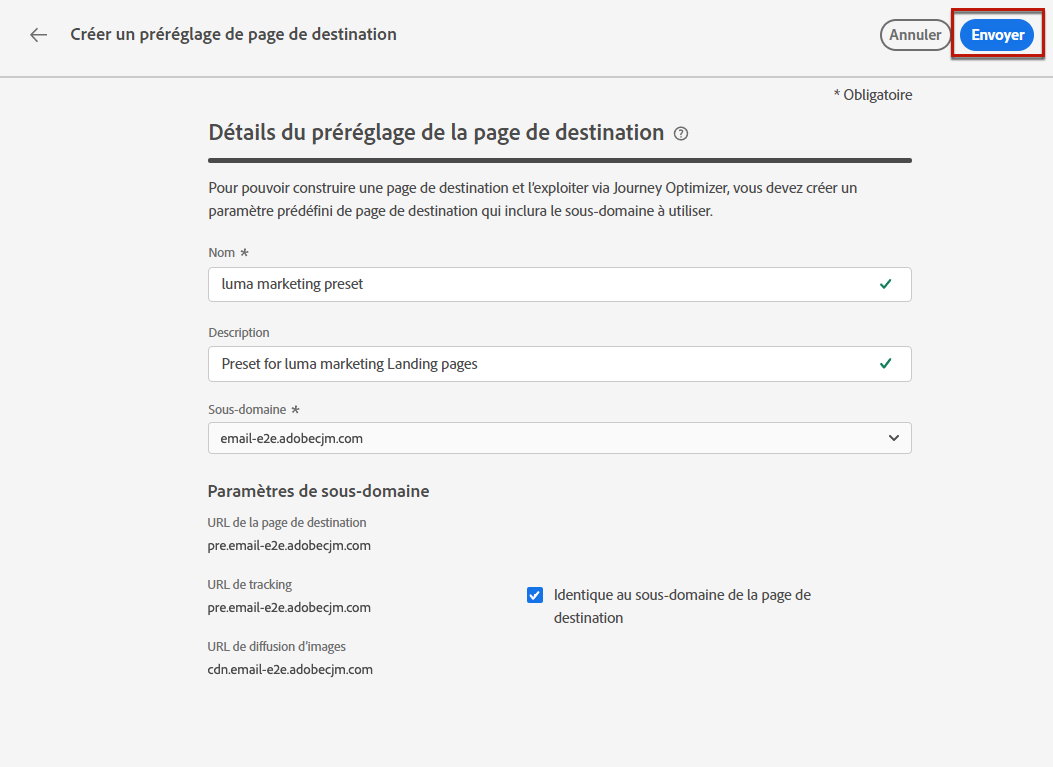 Créer un préréglage de page de destination
Annuler
Envoyer
* Obligatoire
Détails du préréglage de la page de destination ?
Pour pouvoir construire une page de destination et l'exploiter via Journey Optimizer, vous devez créer un
paramètre prédéfini de page de destination qui inclura le sous-domaine à utiliser.
Nom *
luma marketing preset
Description
Preset for luma marketing Landing pages
Sous-domaine *
email-e2e.adobecjm.com
Paramètres de sous-domaine
URL de la page de destination
pre.email-e2e.adobecjm.com
URL de tracking
pre.email-e2e.adobecjm.com
Identique au sous-domaine de la page de
destination
URL de diffusion d'images
cdn.email-e2e.adobecjm.com